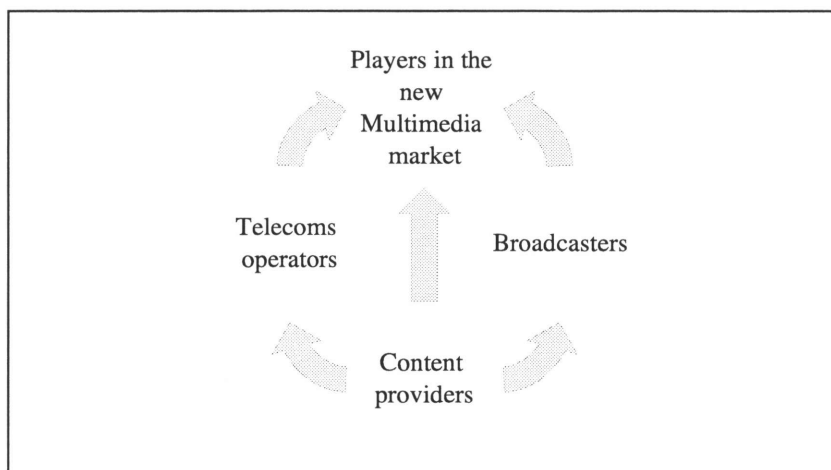 Players in the
new
Multimedia
market
Telecoms
operators
Broadcasters
Content
providers